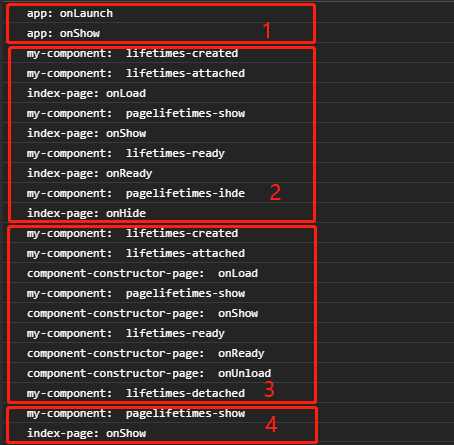 app: onLaunch
app: onShow
1
my-component:  lifetimes-created
my-component:  lifetimes-attached
index-page: onLoad
my-component:  pagelifetimes-show
index-page: onShow
my-component:  lifetimes-ready
index-page: onReady
my-component:  pagelifetimes-ihde
2
index-page: onHide
my-component:  lifetimes-created
my-component:  lifetimes-attached
component-constructor-page:  onLoad
my-component:  pagelifetimes-show
component-constructor-page:  onShow
my-component:  lifetimes-ready
component-constructor-page:  onReady
component-constructor-page:  onUnload
my-component:  lifetimes-detached
3
my-component:  pagelifetimes-show
4
index-page: onShow